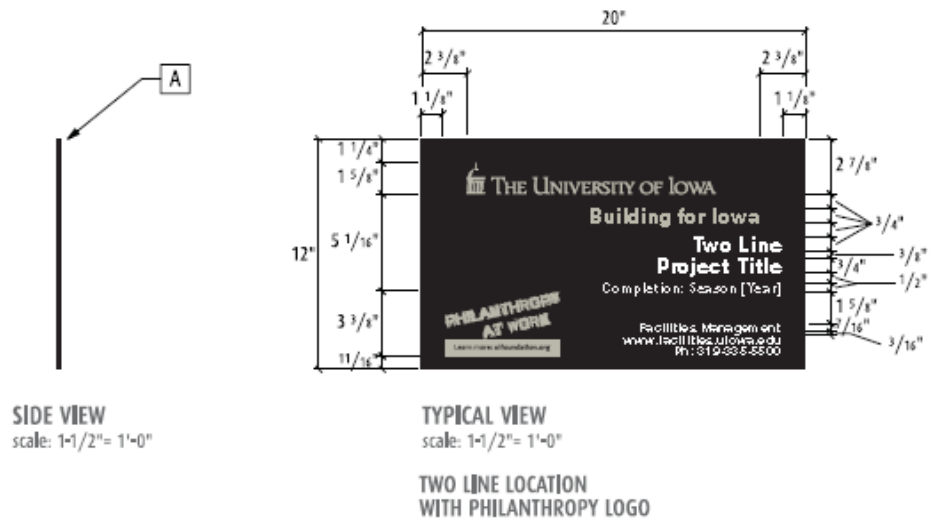 20"
2 3/8"
2 3/8"
A
1 1/8"
1 1/8"
1 1/4"
2 7/8"
1 5/8"
THE UNIVERSITY OF IOWA
Building for Iowa
3/4"
5 1/16"
Two Line
12"
3/8"
Project Title
3/4"
1/2"
Completion: Season [Year]
PHILANTHROPY
1 5/8"
3 3/8"
AT WORK
Facilities Management
7/16"
www.facilities.uiowa.edu
Learn more: uifoundation.org
3/16"
11/16"
Ph: 319-335-5500
SIDE VIEW
TYPICAL VIEW
scale: 1-1/2"= 1'-0"
scale: 1-1/2"= 1'-0"
TWO LINE LOCATION
WITH PHILANTHROPY LOGO